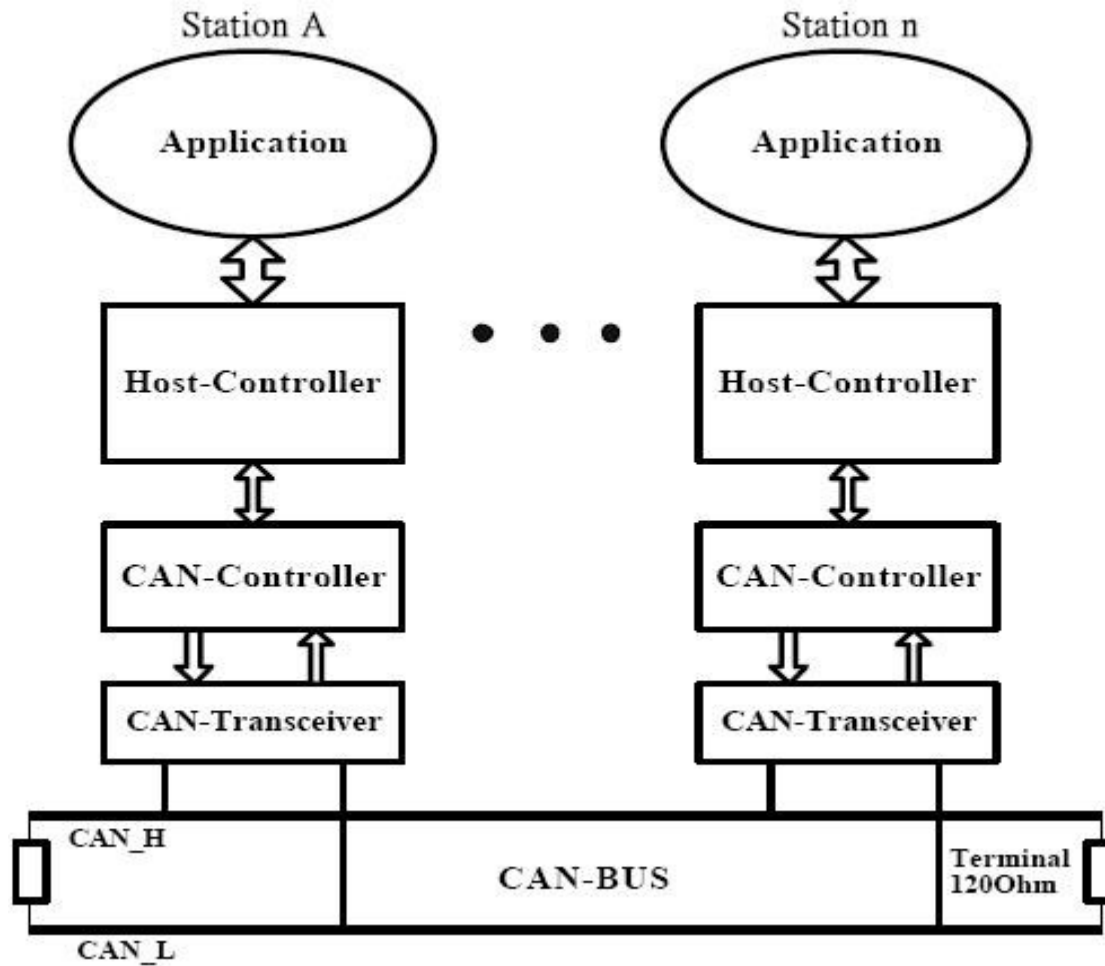 Station A
Station n
Application
Application
Host-Controller
Host-Controller
CAN-Controller
CAN-Controller
CAN-Transceiver
CAN-Transceiver
CAN_H
CAN-BUS
Terminal
120Ohm
CAN_L